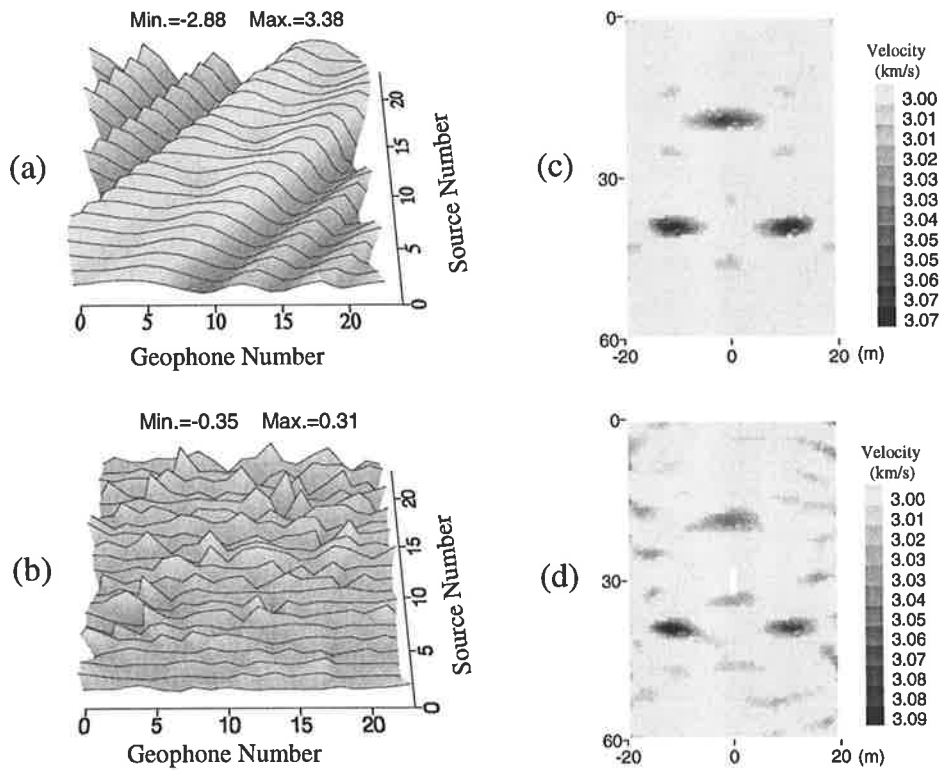 Min.=-2.88 Max.=3.38
(a)
0 5 10 15 20
Geophone Number
0 5 10 15 20
Source Number
(c)
0
30
60
-20 0 20 (m)
Velocity
(km/s)
3.00
3.01
3.01
3.02
3.03
3.03
3.04
3.05
3.05
3.06
3.07
3.07
Min.=-0.35 Max.=0.31
(b)
0 5 10 15 20
Geophone Number
0 5 10 15 20
Source Number
(d)
0
30
60
-20 0 20 (m)
Velocity
(km/s)
3.00
3.01
3.02
3.03
3.03
3.04
3.05
3.06
3.07
3.08
3.08
3.09